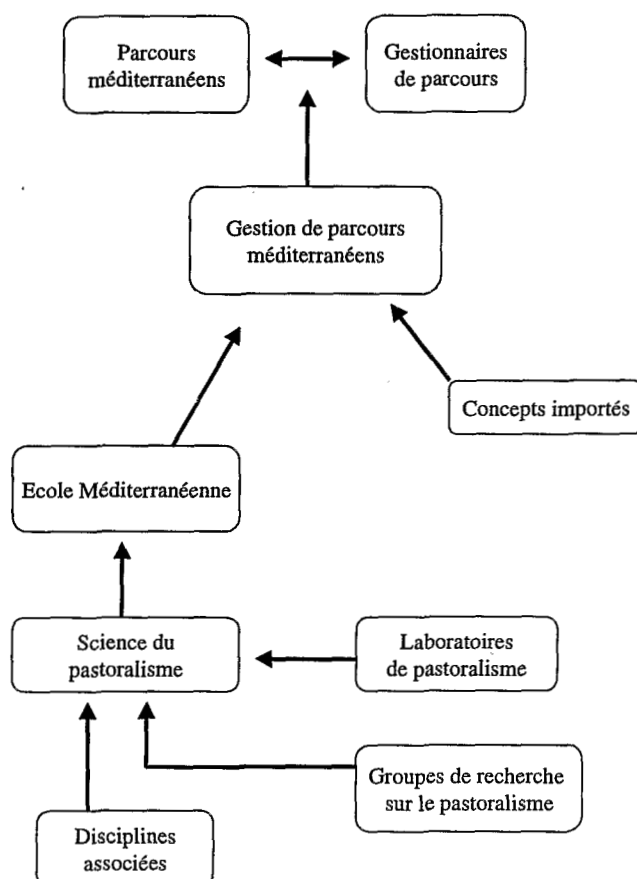 Parcours
méditerranéens
Gestionnaires
de parcours
Gestion de parcours
méditerranéens
Concepts importés
Ecole Méditerranéenne
Science du
pastoralisme
Laboratoires
de pastoralisme
Groupes de recherche
sur le pastoralisme
Disciplines
associées